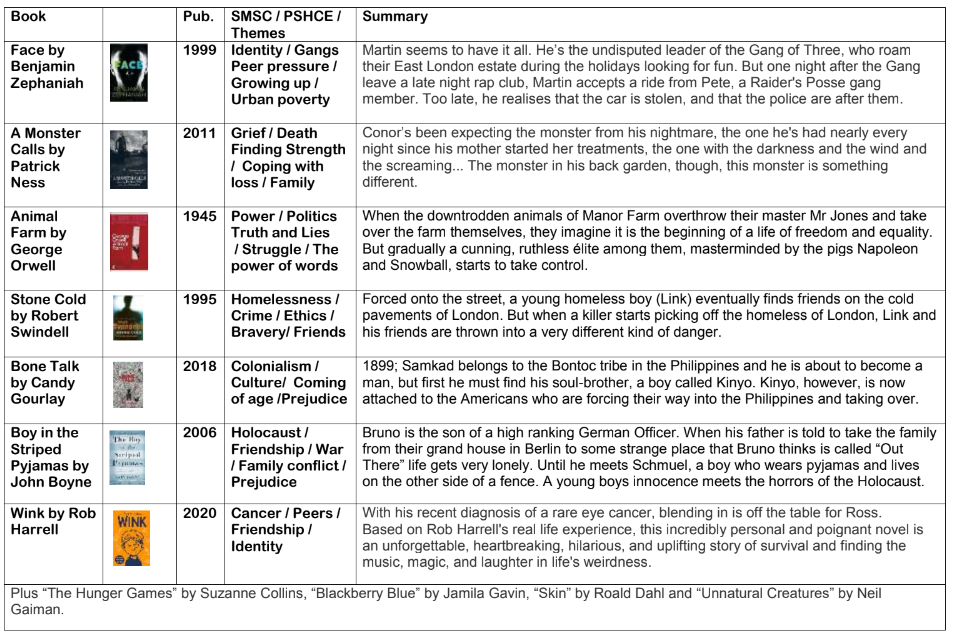 Book Pub. SMSC / PSHCE / Themes Summary
Face by Benjamin Zephaniah
FACE
1999
Identity / Gangs
Peer pressure /
Growing up /
Urban poverty
Martin seems to have it all. He’s the undisputed leader of the Gang of Three, who roam
their East London estate during the holidays looking for fun. But one night after the Gang
leave a late night rap club, Martin accepts a ride from Pete, a Raider's Posse gang
member. Too late, he realises that the car is stolen, and that the police are after them.
A Monster
Calls by
Patrick
Ness
2011
Grief / Death
Finding Strength
/ Coping with
loss / Family
Conor’s been expecting the monster from his nightmare, the one he's had nearly every
night since his mother started her treatments, the one with the darkness and the wind and
the screaming... The monster in his back garden, though, this monster is something
different.
Animal
Farm by
George
Orwell
1945
Power / Politics
Truth and Lies
/ Struggle / The
power of words
When the downtrodden animals of Manor Farm overthrow their master Mr Jones and take
over the farm themselves, they imagine it is the beginning of a life of freedom and equality.
But gradually a cunning, ruthless élite among them, masterminded by the pigs Napoleon
and Snowball, starts to take control.
Stone Cold
by Robert
Swindell
1995
Homelessness /
Crime / Ethics /
Bravery/ Friends
Forced onto the street, a young homeless boy (Link) eventually finds friends on the cold
pavements of London. But when a killer starts picking off the homeless of London, Link and
his friends are thrown into a very different kind of danger.
Bone Talk
by Candy
Gourlay
2018
Colonialism /
Culture/ Coming
of age /Prejudice
1899; Samkad belongs to the Bontoc tribe in the Philippines and he is about to become a
man, but first he must find his soul-brother, a boy called Kinyo. Kinyo, however, is now
attached to the Americans who are forcing their way into the Philippines and taking over.
Boy in the
Striped
Pyjamas by
John Boyne
The Boy
in the
Striped
Pyjamas
2006
Holocaust /
Friendship / War
/ Family conflict /
Prejudice
Bruno is the son of a high ranking German Officer. When his father is told to take the family
from their grand house in Berlin to some strange place that Bruno thinks is called “Out
There” life gets very lonely. Until he meets Schmuel, a boy who wears pyjamas and lives
on the other side of a fence. A young boys innocence meets the horrors of the Holocaust.
Wink by Rob
Harrell
WINK
2020
Cancer / Peers /
Friendship /
Identity
With his recent diagnosis of a rare eye cancer, blending in is off the table for Ross.
Based on Rob Harrell's real life experience, this incredibly personal and poignant novel is
an unforgettable, heartbreaking, hilarious, and uplifting story of survival and finding the
music, magic, and laughter in life's weirdness.
Plus “The Hunger Games” by Suzanne Collins, “Blackberry Blue” by Jamila Gavin, “Skin” by Roald Dahl and “Unnatural Creatures” by Neil
Gaiman.